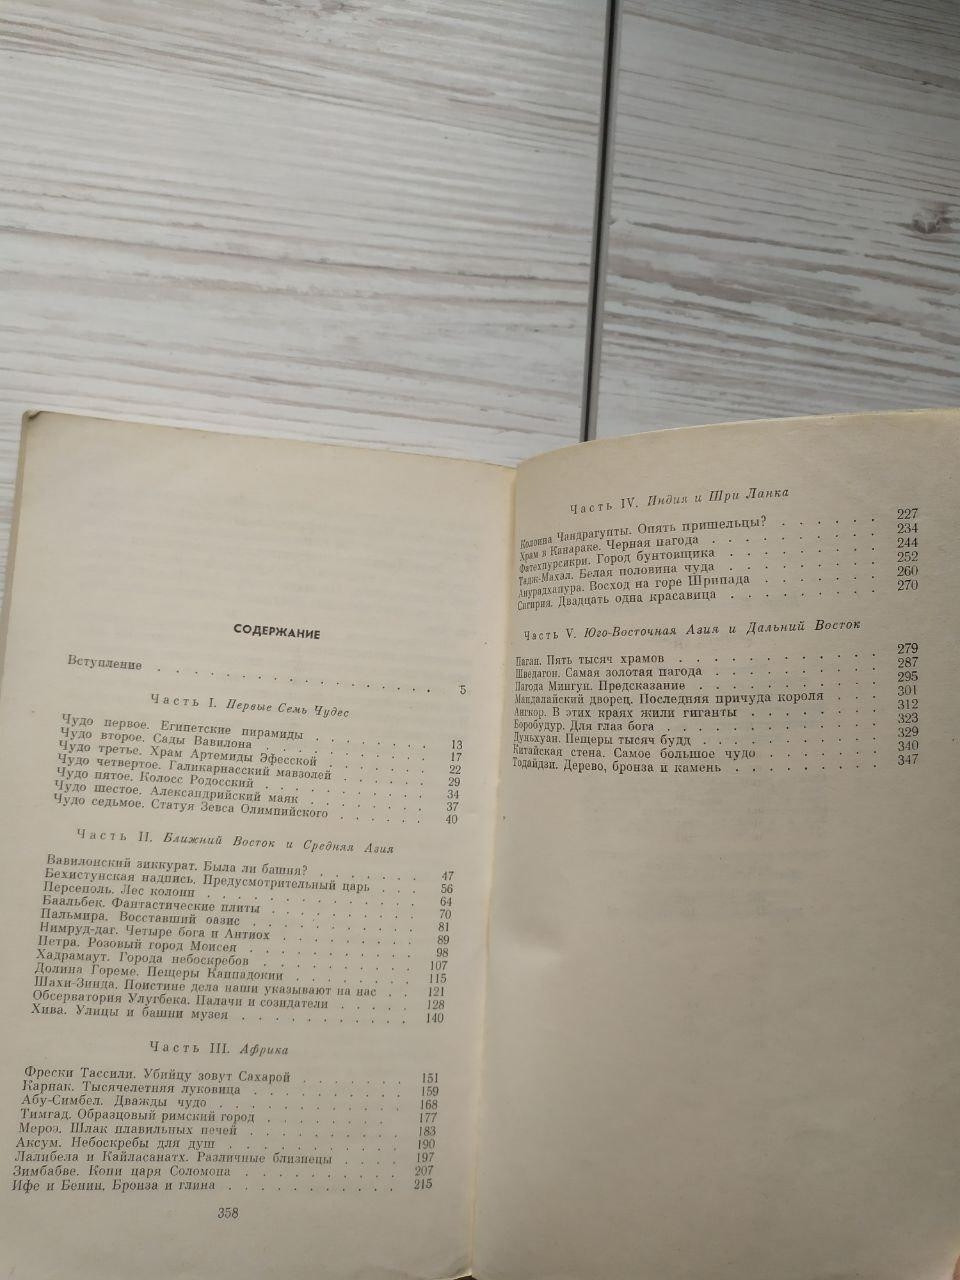 СОДЕРЖАНИЕ
Вступление . . . . . . . . . . . . . . . . 5
Часть I. Первые Семь Чудес
Чудо первое. Египетские пирамиды . . . . . . . 13
Чудо второе. Сады Вавилона . . . . . . . . . 17
Чудо третье. Храм Артемиды Эфесской . . . . . 22
Чудо четвертое. Галикарнасский мавзолей . . . . 29
Чудо пятое. Колосс Родосский . . . . . . . . 34
Чудо шестое. Александрийский маяк . . . . . . 37
Чудо седьмое. Статуя Зевса Олимпийского . . . . . 40
Часть II. Ближний Восток и Средняя Азия
Вавилонский зиккурат. Была ли башня? . . . . . . 47
Бехистунская надпись. Предусмотрительный царь . . . 56
Персеполь. Лес колонн . . . . . . . . . . 64
Баальбек. Фантастические плиты . . . . . . . 70
Пальмира. Восставший оазис . . . . . . . . 81
Нимруд-даг. Четыре бога и Антиох . . . . . . . 89
Петра. Розовый город Моисея . . . . . . . . 98
Хадрамаут. Города небоскребов . . . . . . . . 107
Долина Гореме. Пещеры Каппадокии . . . . . . . 115
Шахи-Зинда. Поистине дела наши указывают на нас . . 121
Обсерватория Улугбека. Палачи и созидатели . . . . . 128
Хива. Улицы и башни музея . . . . . . . . . . 140
Часть III. Африка
Фрески Тассили. Убийцу зовут Сахарой . . . . . . . 151
Карнак. Тысячелетняя луковица . . . . . . . . . 159
Абу-Симбел. Дважды чудо . . . . . . . . . . . 168
Тимгад. Образцовый римский город . . . . . . . 177
Мероэ. Шлак плавильных печей . . . . . . . . . 183
Аксум. Небоскребы для душ . . . . . . . . . . 190
Лалибела и Кайласанатх. Различные близнецы . . . . 197
Зимбабве. Копи царя Соломона . . . . . . . . . 207
Ифе и Бенин. Бронза и глина . . . . . . . . . . 215
358
Часть IV. Индия и Шри Ланка
Колонна Чандрагупты. Опять пришельцы? . . . . . . 227
Храм в Канараке. Черная пагода . . . . . . . . . 234
Фатехпурсикри. Город бунтовщика . . . . . . . . 244
Тадж-Махал. Белая половина чуда . . . . . . . . 252
Анурадхапура. Восход на горе Шрипада . . . . . . 260
Сигирия. Двадцать одна красавица . . . . . . . . 270
Часть V. Юго-Восточная Азия и Дальний Восток
Паган. Пять тысяч храмов . . . . . . . . . . 279
Шведагон. Самая золотая пагода . . . . . . . . 287
Пагода Мингун. Предсказание . . . . . . . . . 295
Мандалайский дворец. Последняя причуда короля . . . 301
Ангкор. В этих краях жили гиганты . . . . . . . 312
Боробудур. Для глаз бога . . . . . . . . . . 323
Дуньхуан. Пещеры тысяч будд . . . . . . . . . 329
Китайская стена. Самое большое чудо . . . . . . 340
Тодайдзи. Дерево, бронза и камень . . . . . . . . 347